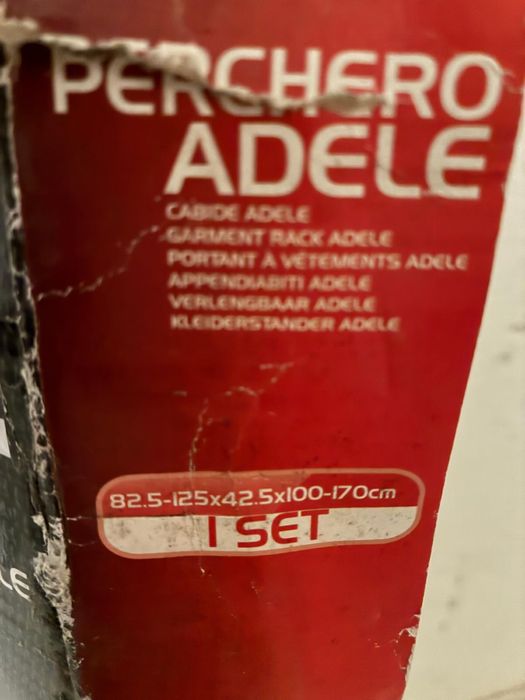 PERCHERO
ADELE
CABIDE ADELE
GARMENT RACK ADELE
PORTANT À VÊTEMENTS ADELE
APPENDIABITI ADELE
VERLENGBAAR ADELE
KLEIDERSTANDER ADELE
82.5-125x42.5x100-170cm
1 SET
LE